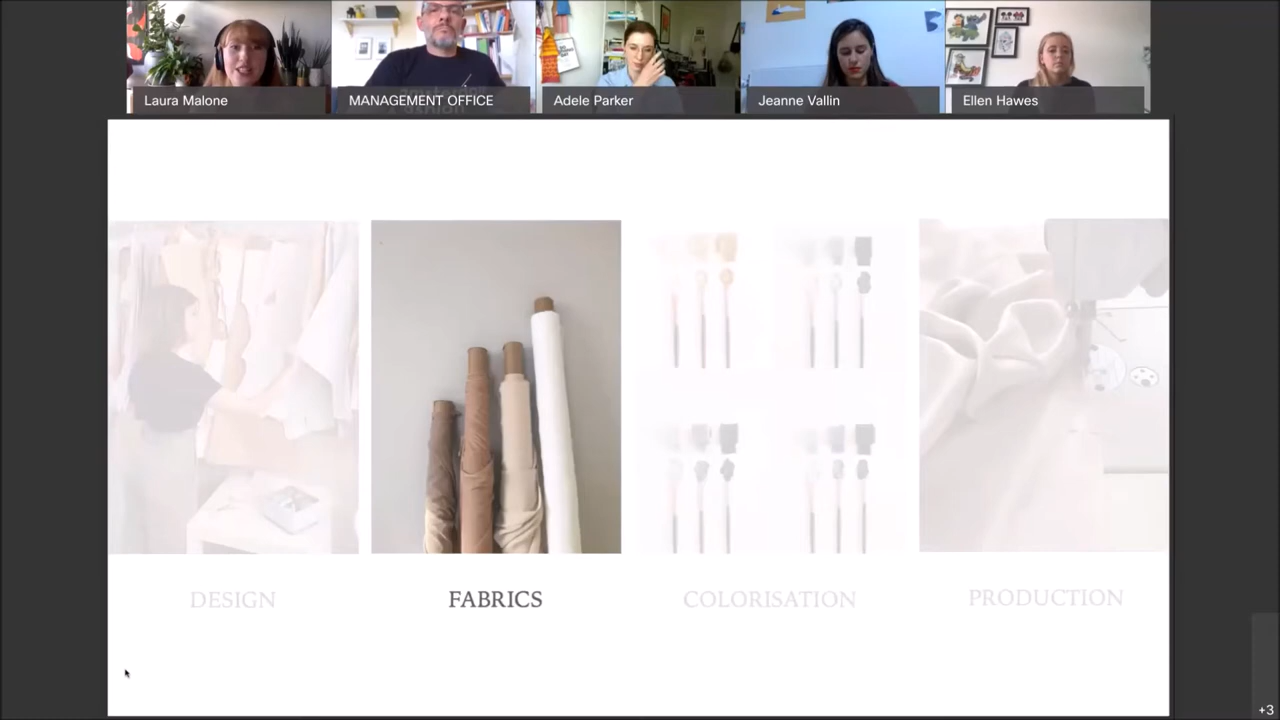 Laura Malone
MANAGEMENT OFFICE
Adele Parker
Jeanne Vallin
Ellen Hawes
DESIGN
FABRICS
COLORISATION
PRODUCTION
+3